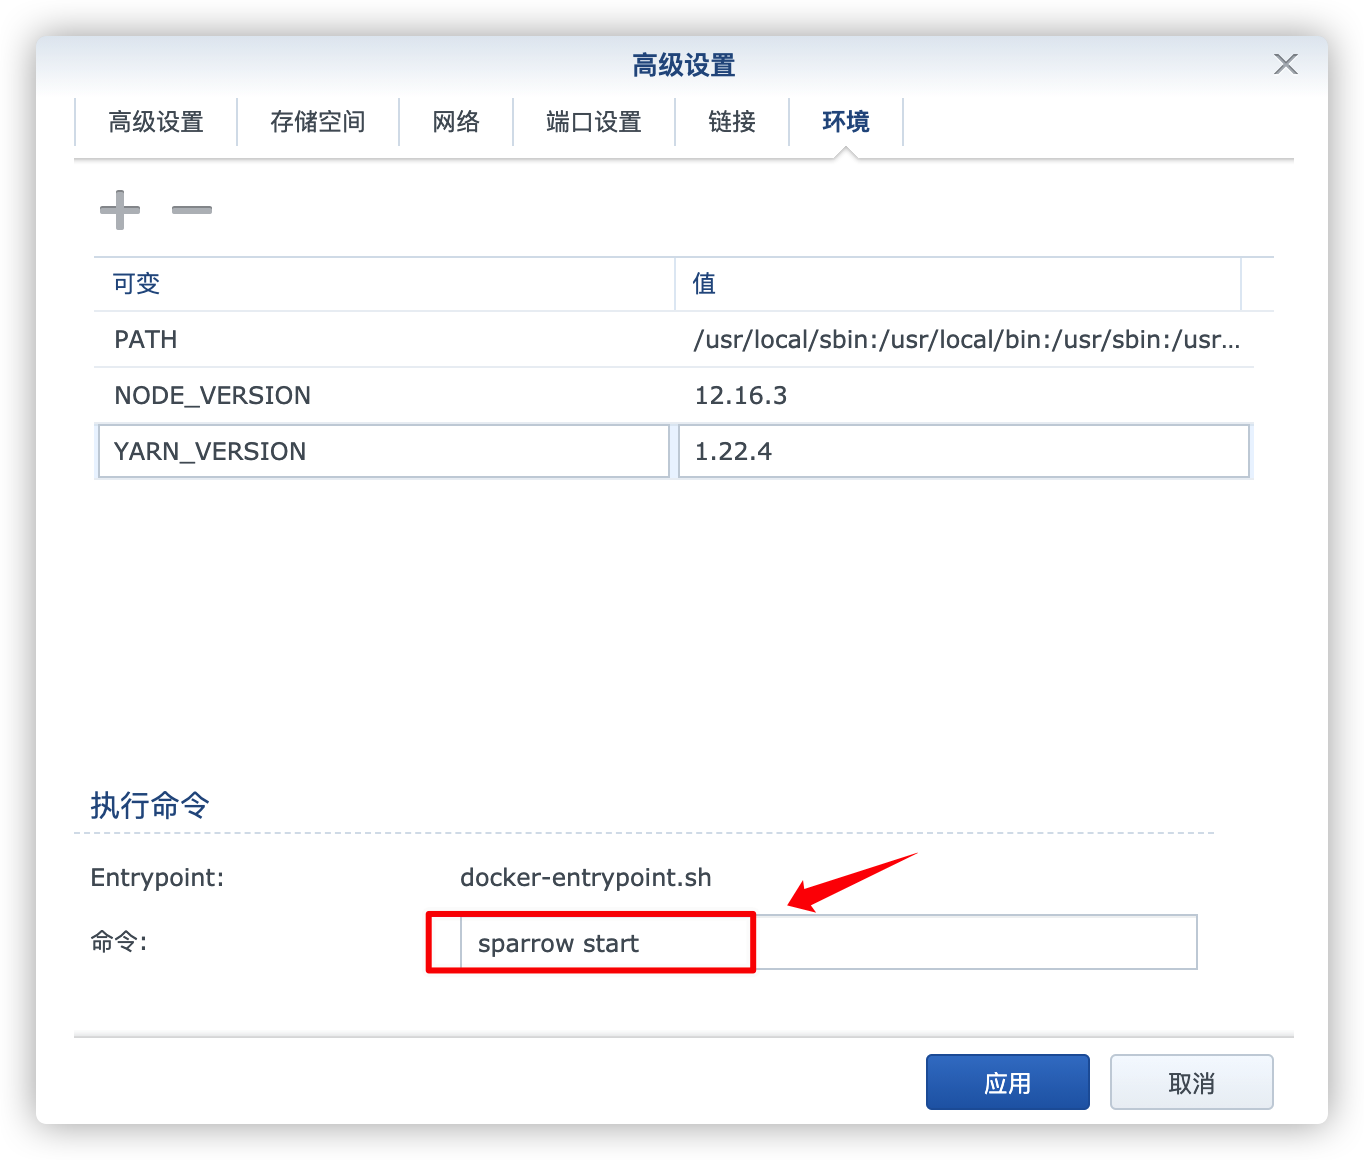 高级设置
高级设置 存储空间 网络 端口设置 链接 环境
可变 值
PATH /usr/local/sbin:/usr/local/bin:/usr/sbin:/usr...
NODE_VERSION 12.16.3
YARN_VERSION 1.22.4
执行命令
Entrypoint: docker-entrypoint.sh
命令: sparrow start
应用 取消